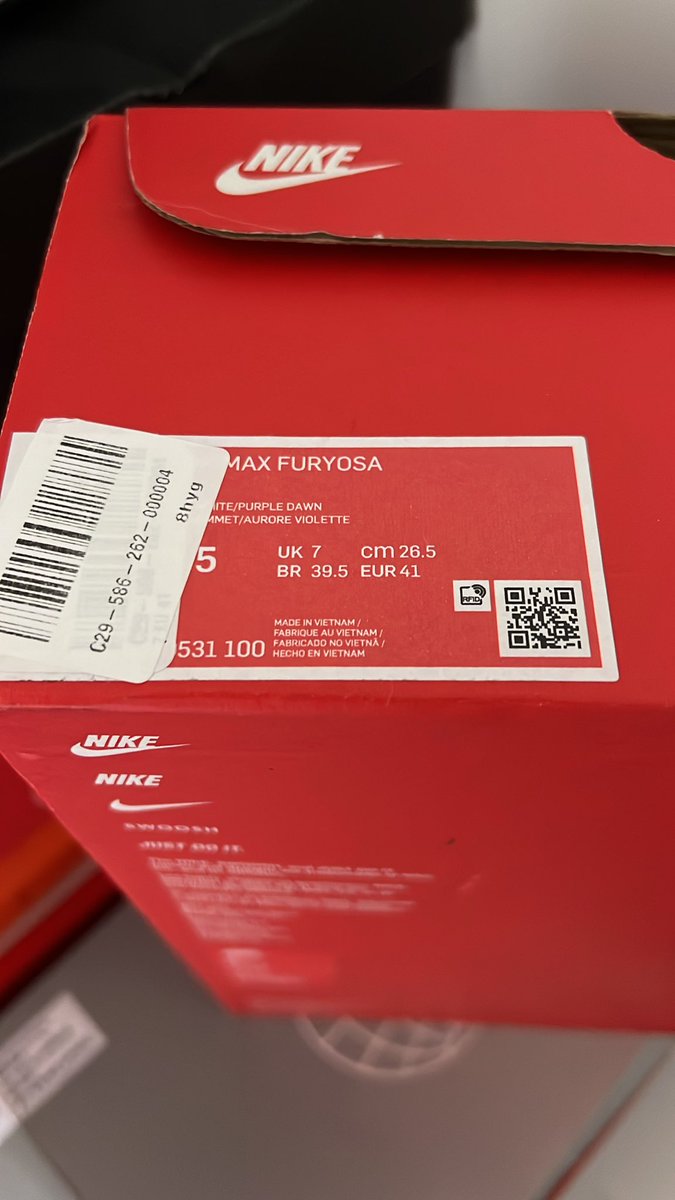 NIKE
MAX FURYOSA
ITE/PURPLE DAWN
MMET/AURORE VIOLETTE
5
UK 7 cm 26.5
BR 39.5 EUR 41
RFID
531 100
MADE IN VIETNAM /
FABRIQUE AU VIETNAM /
FABRICADO NO VIETNÃ /
HECHO EN VIETNAM
C29-586-262-000004
8hyg
NIKE
NIKE
SWOOSH
JUST DO IT